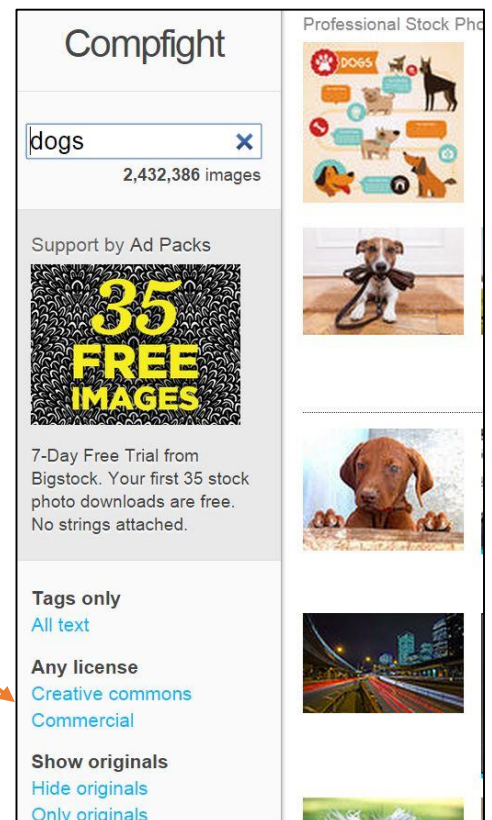 Compfight
Professional Stock Pho
DOGS
dogs
2,432,386 images
Support by Ad Packs
35
FREE
IMAGES
7-Day Free Trial from
Bigstock. Your first 35 stock
photo downloads are free.
No strings attached.
Tags only
All text
Any license
Creative commons
Commercial
Show originals
Hide originals
Only originals